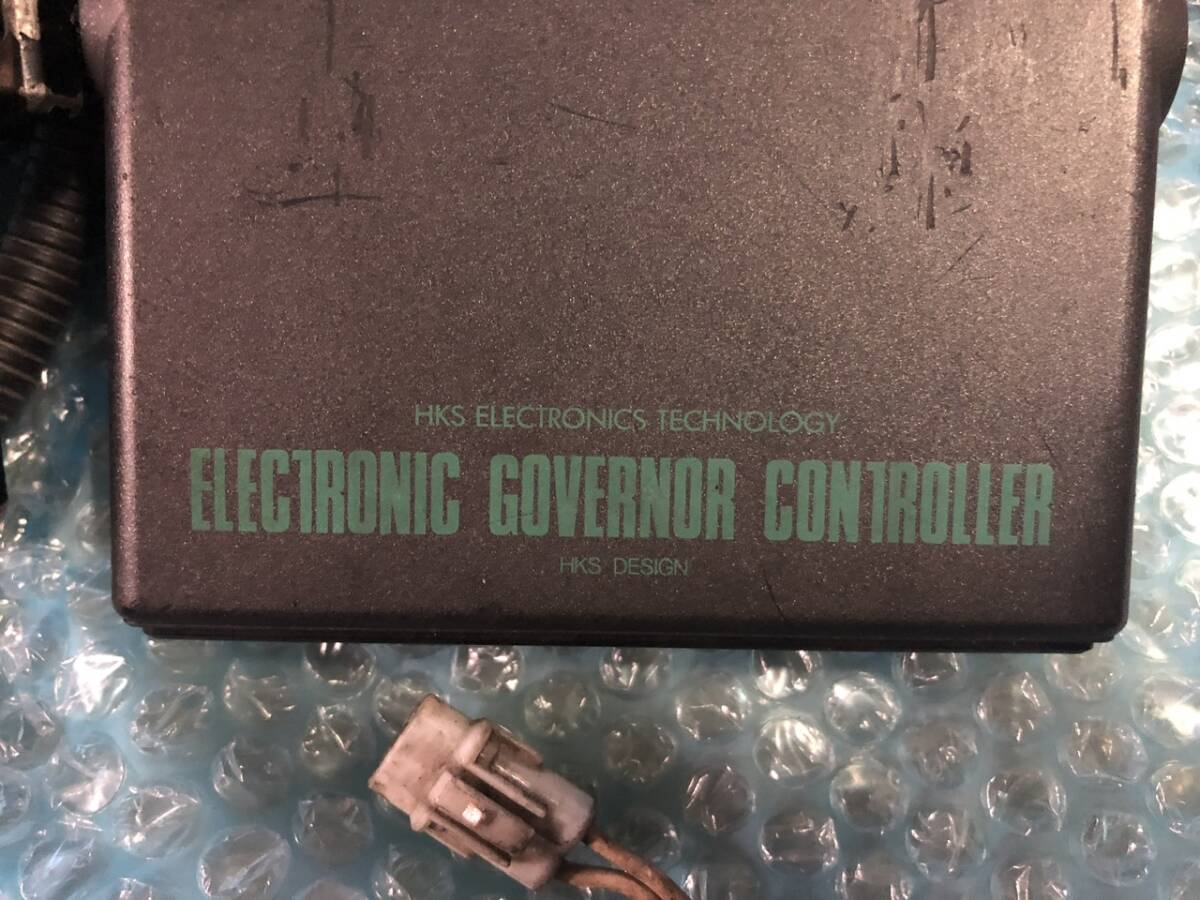 HKS ELECTRONICS TECHNOLOGY
ELECTRONIC GOVERNOR CONTROLLER
HKS DESIGN